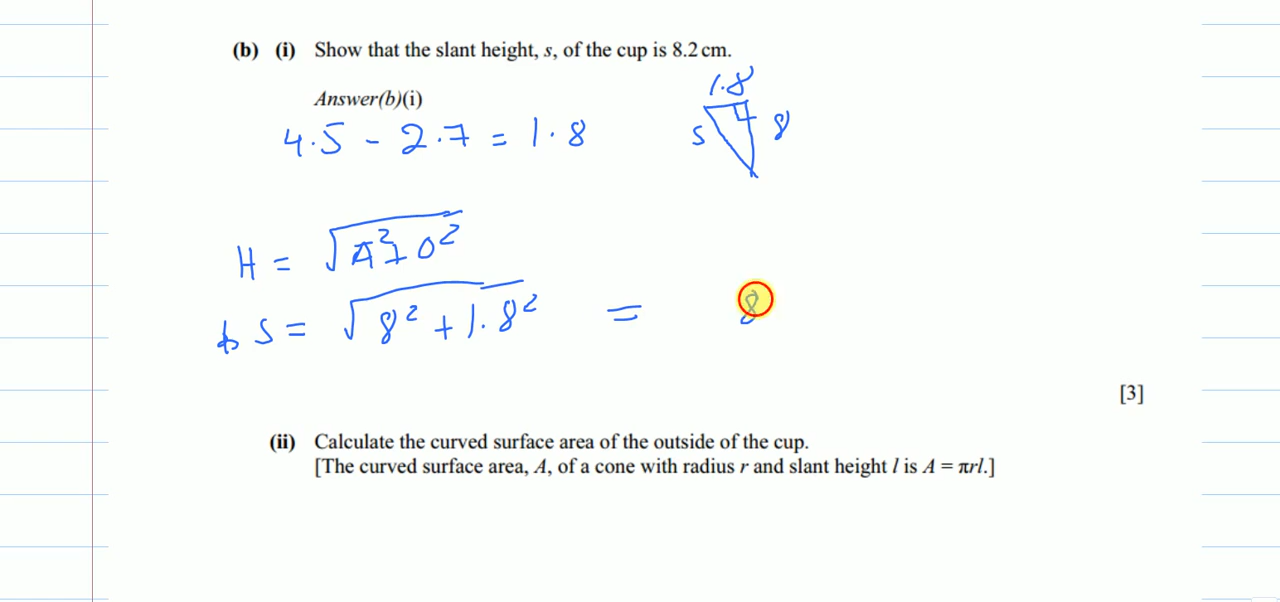 (b) (i) Show that the slant height, s, of the cup is 8.2 cm.
Answer(b)(i)
1.8
4.5 - 2.7 = 1.8
s 8
H = √A²+O²
S = √8² + 1.8² = 8
[3]
(ii) Calculate the curved surface area of the outside of the cup.
[The curved surface area, A, of a cone with radius r and slant height l is A = πrl.]